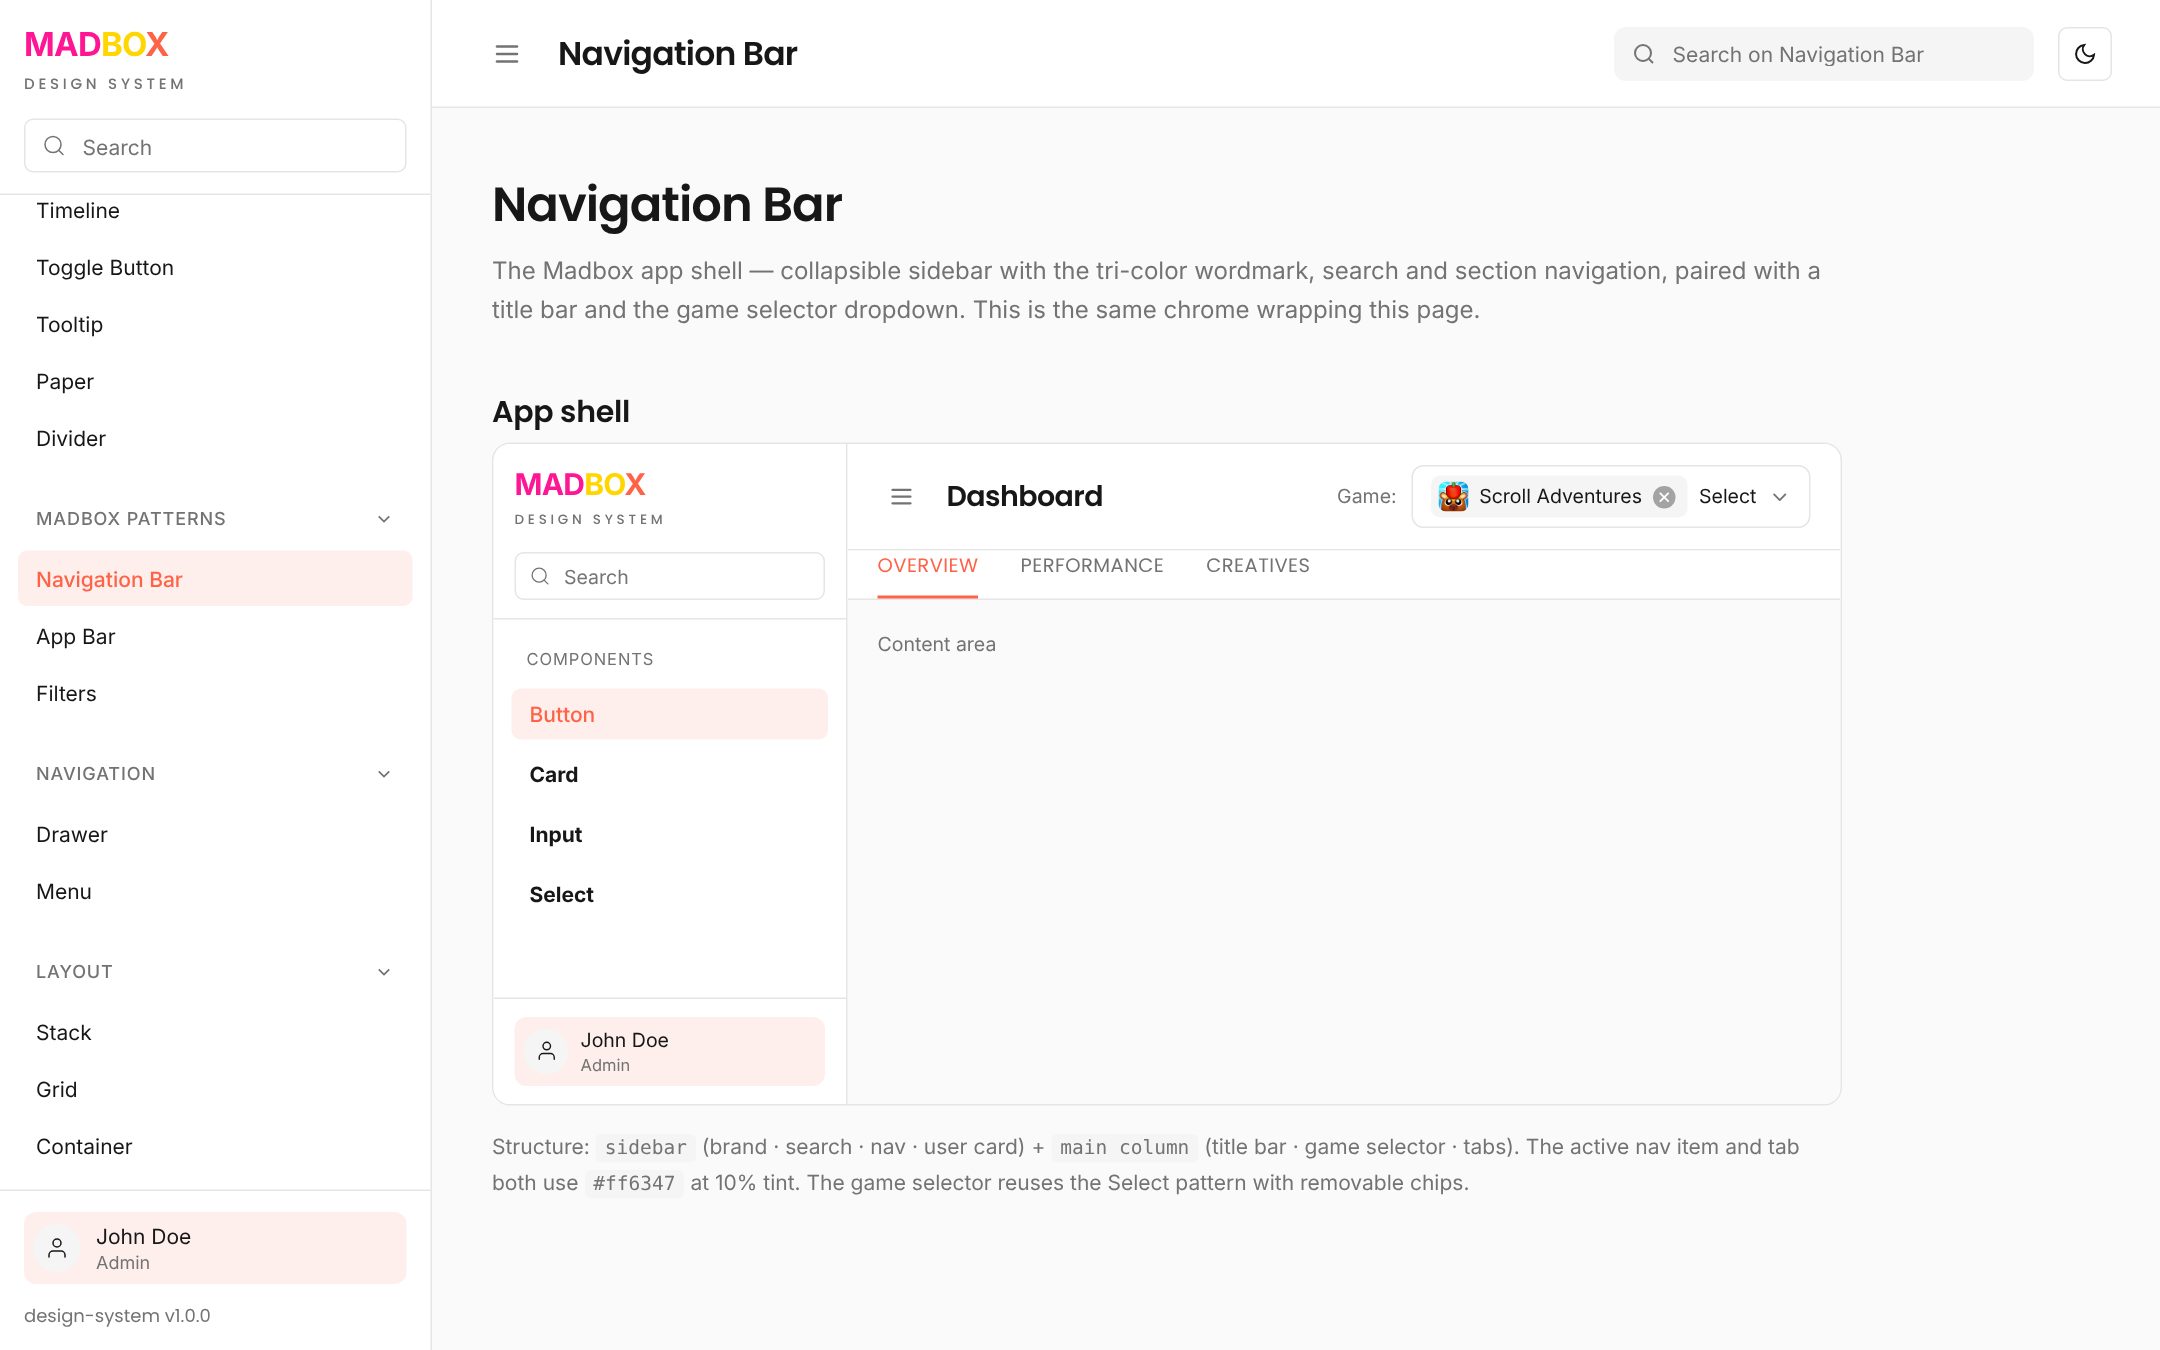 MADBOX
DESIGN SYSTEM
Search
Timeline
Toggle Button
Tooltip
Paper
Divider
MADBOX PATTERNS
Navigation Bar
App Bar
Filters
NAVIGATION
Drawer
Menu
LAYOUT
Stack
Grid
Container
John Doe
Admin
design-system v1.0.0
Navigation Bar
Search on Navigation Bar
Navigation Bar
The Madbox app shell — collapsible sidebar with the tri-color wordmark, search and section navigation, paired with a
title bar and the game selector dropdown. This is the same chrome wrapping this page.
App shell
MADBOX
DESIGN SYSTEM
Search
COMPONENTS
Button
Card
Input
Select
John Doe
Admin
Dashboard
Game: Scroll Adventures Select
OVERVIEW PERFORMANCE CREATIVES
Content area
Structure: sidebar (brand · search · nav · user card) + main column (title bar · game selector · tabs). The active nav item and tab
both use #ff6347 at 10% tint. The game selector reuses the Select pattern with removable chips.